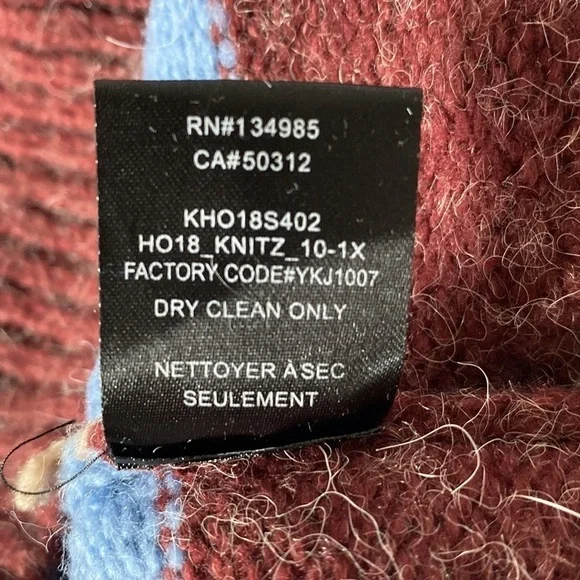 RN#134985
CA#50312
KHO18S402
HO18_KNITZ_10-1X
FACTORY CODE#YKJ1007
DRY CLEAN ONLY
NETTOYER À SEC
SEULEMENT